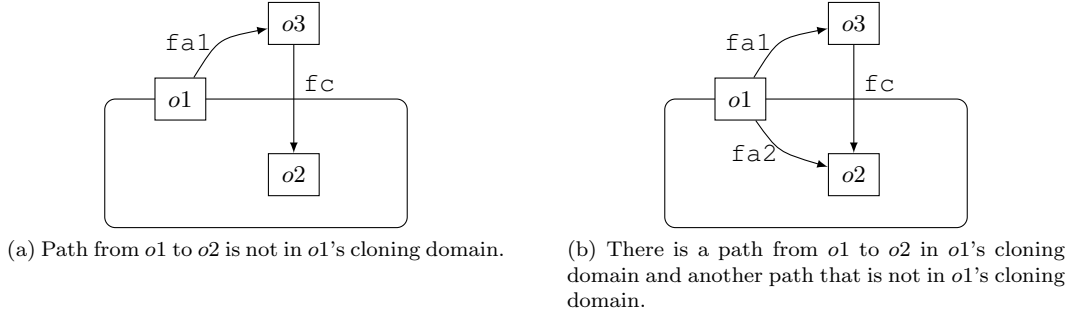 o3
fa1
o1
fc
o2
(a) Path from o1 to o2 is not in o1's cloning domain.
o3
fa1
o1
fc
fa2
o2
(b) There is a path from o1 to o2 in o1's cloning
domain and another path that is not in o1's cloning
domain.